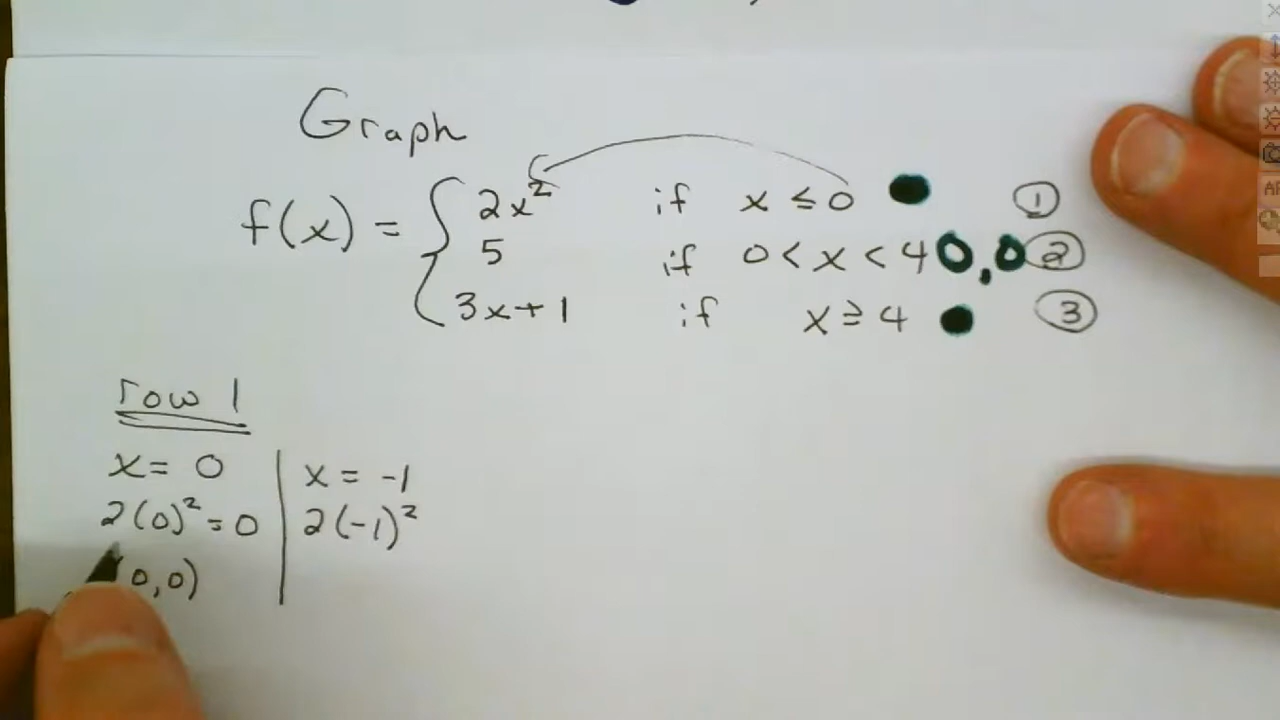 Graph
f(x) = { 2x² if x ≤ 0 ● ①
5 if 0 < x < 4 O, O ②
3x + 1 if x ≥ 4 ● ③
row 1
x = 0 | x = -1
2(0)² = 0 | 2(-1)²
(0,0)